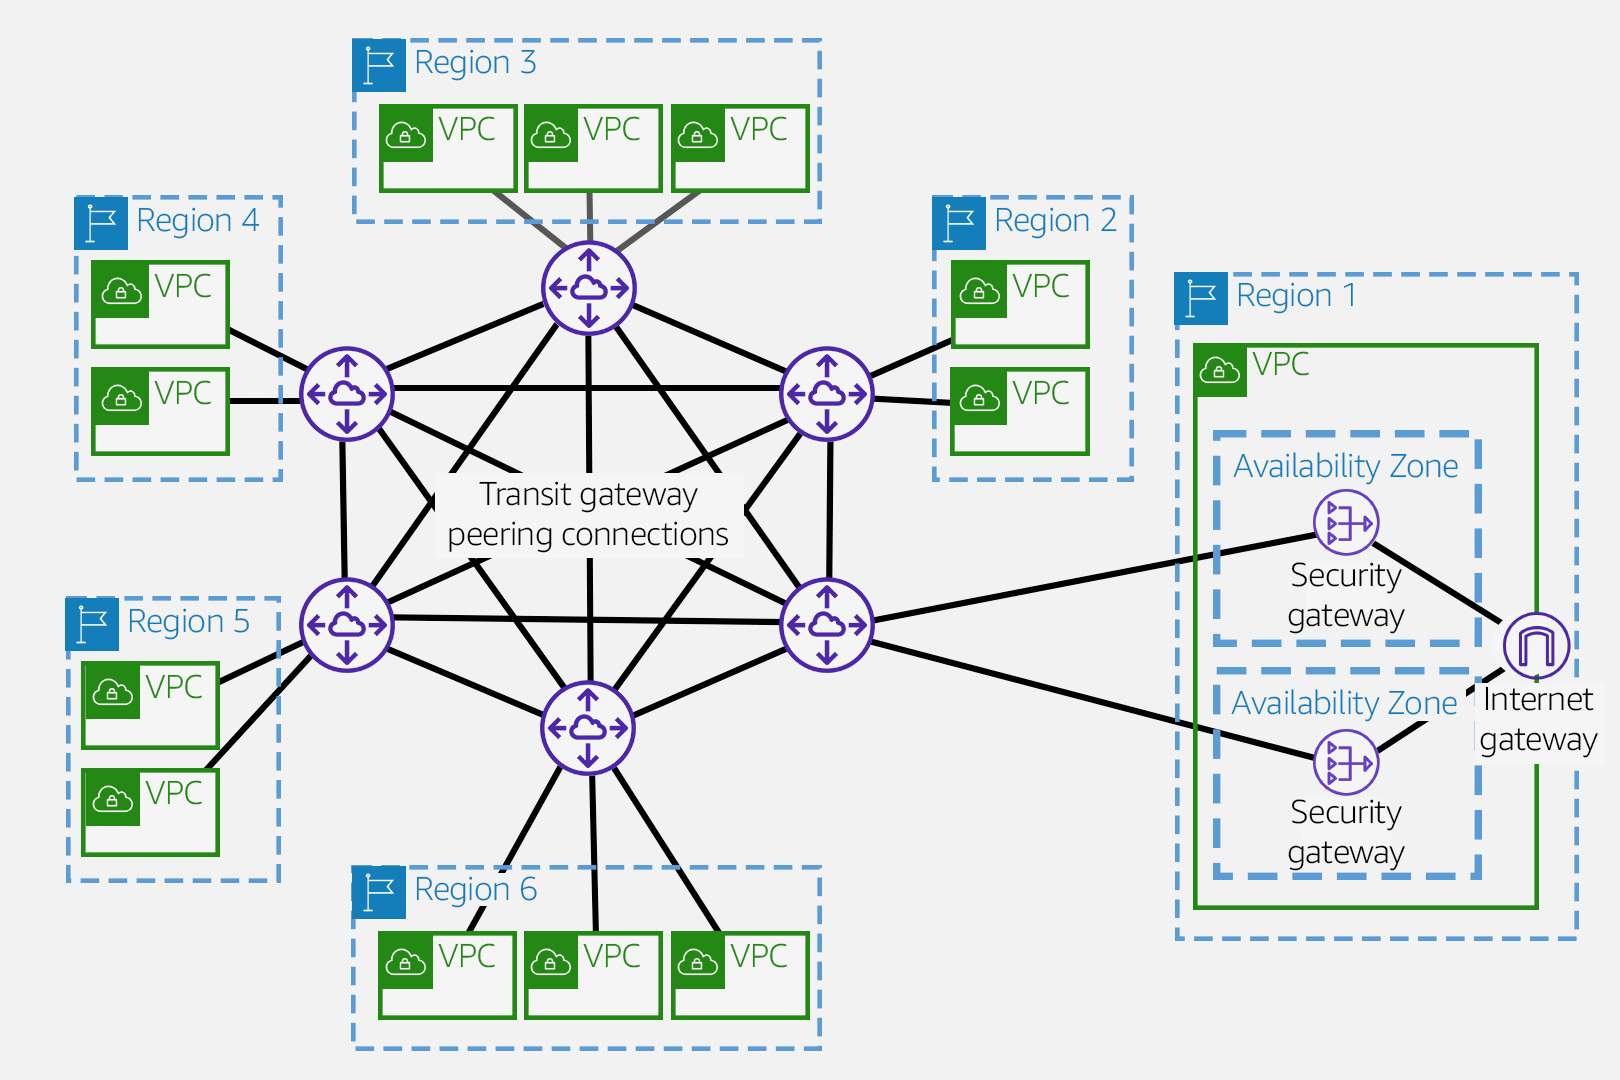 Region 3
VPC
VPC
VPC
Region 4
VPC
VPC
Region 2
VPC
VPC
Region 1
VPC
Availability Zone
Security
gateway
Availability Zone
Security
gateway
Internet
gateway
Transit gateway
peering connections
Region 5
VPC
VPC
Region 6
VPC
VPC
VPC